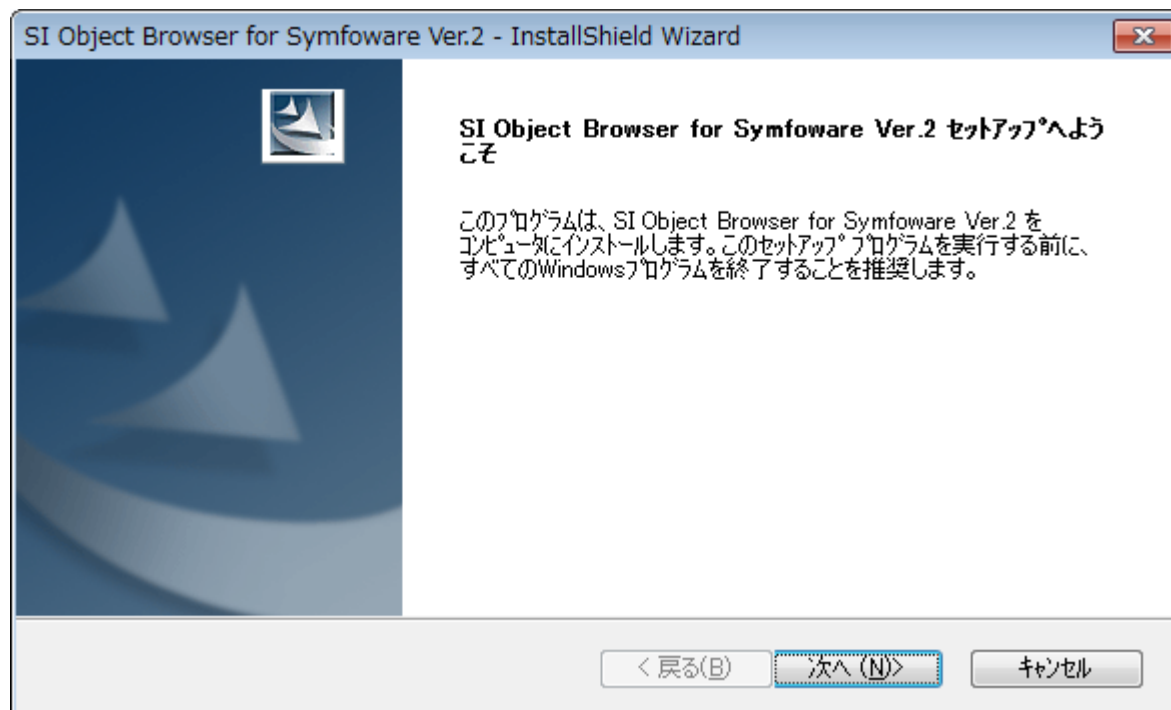 SI Object Browser for Symfoware Ver.2 - InstallShield Wizard
SI Object Browser for Symfoware Ver.2 ｾｯﾄｱｯﾌﾟへよう
こそ
このﾌﾟﾛｸﾞﾗﾑは、SI Object Browser for Symfoware Ver.2 を
ｺﾝﾋﾟｭｰﾀにｲﾝｽﾄｰﾙします。このｾｯﾄｱｯﾌﾟ ﾌﾟﾛｸﾞﾗﾑを実行する前に、
すべてのWindowsﾌﾟﾛｸﾞﾗﾑを終了することを推奨します。
< 戻る(B)
次へ (N)>
ｷｬﾝｾﾙ